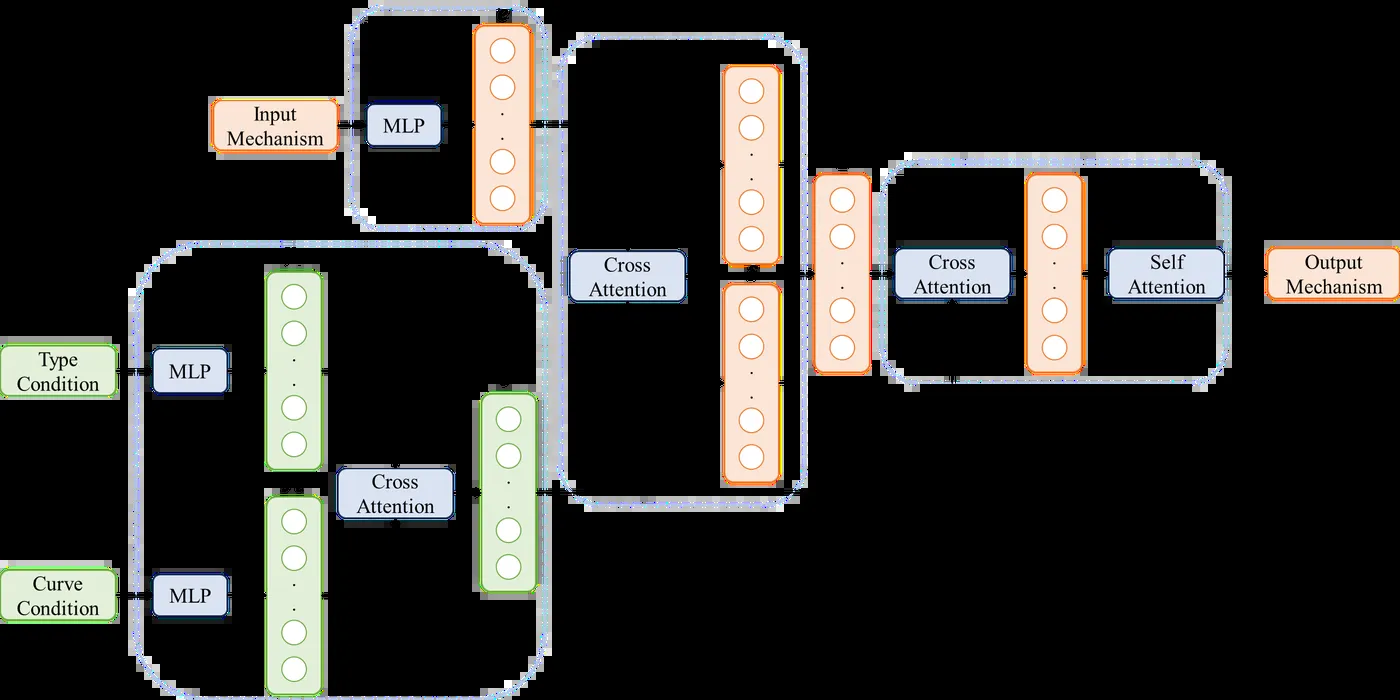 Input
Mechanism
MLP
Cross
Attention
Cross
Attention
Self
Attention
Output
Mechanism
Type
Condition
MLP
Cross
Attention
Curve
Condition
MLP